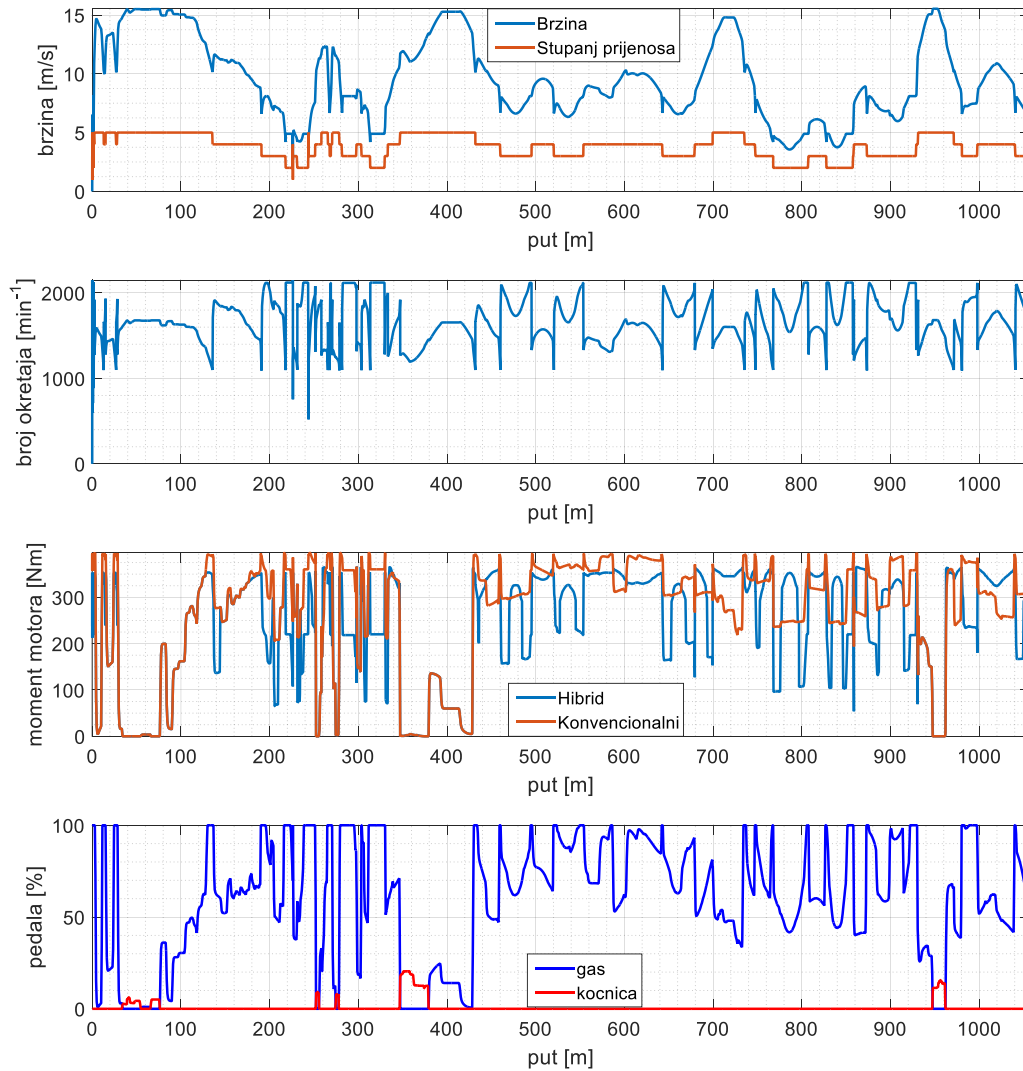 15
10
5
0
brzina [m/s]
Brzina
Stupanj prijenosa
0 100 200 300 400 500 600 700 800 900 1000
put [m]
2000
1000
0
broj okretaja [min⁻¹]
0 100 200 300 400 500 600 700 800 900 1000
put [m]
300
200
100
0
moment motora [Nm]
Hibrid
Konvencionalni
0 100 200 300 400 500 600 700 800 900 1000
put [m]
100
50
0
pedala [%]
gas
kocnica
0 100 200 300 400 500 600 700 800 900 1000
put [m]